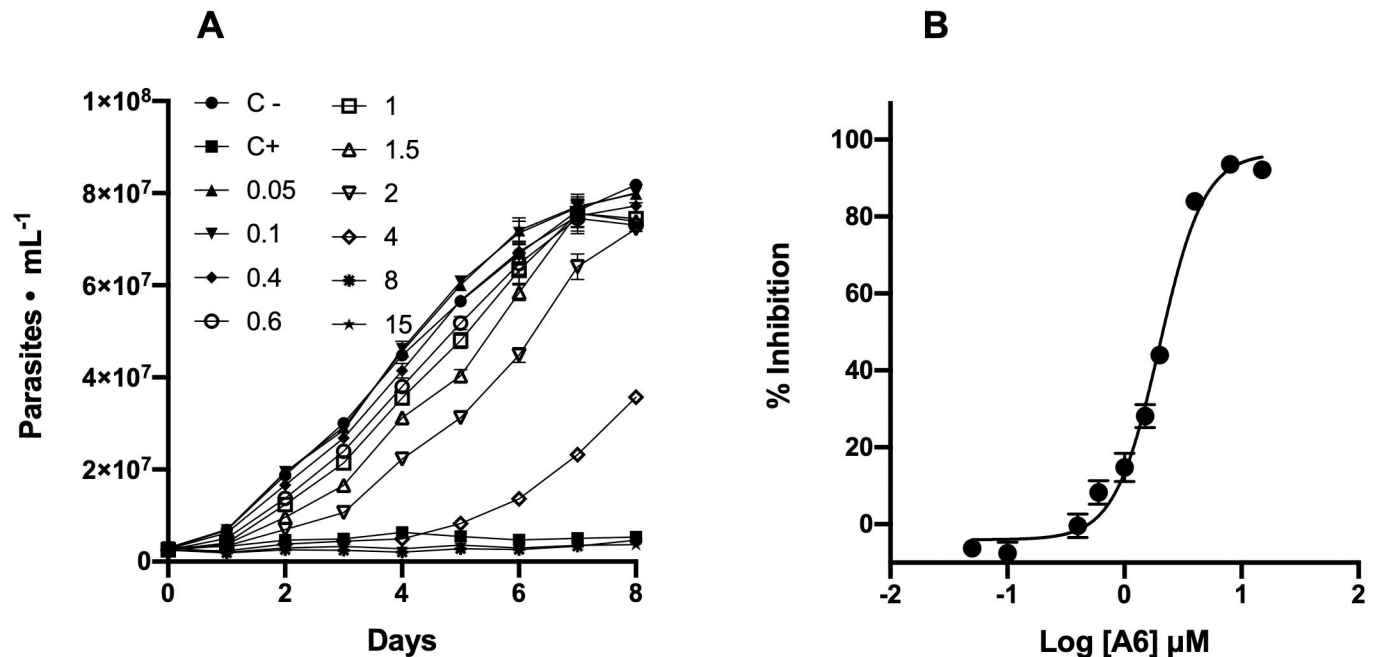 A
B
1×10⁸
8×10⁷
6×10⁷
4×10⁷
2×10⁷
0
C -
C+
0.05
0.1
0.4
0.6
1
1.5
2
4
8
15
Parasites • mL⁻¹
0 2 4 6 8
Days
100
80
60
40
20
0
% Inhibition
-2 -1 0 1 2
Log [A6] µM